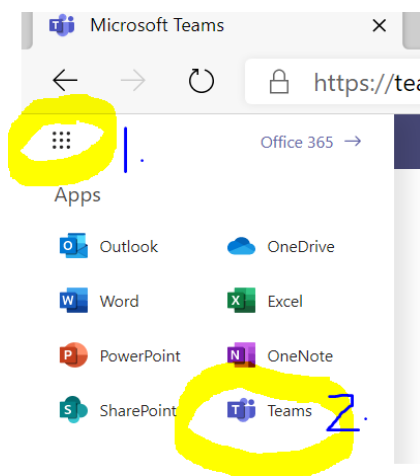 Microsoft Teams
https://tea
1.
Office 365 →
Apps
Outlook OneDrive
Word Excel
PowerPoint OneNote
SharePoint Teams 2.